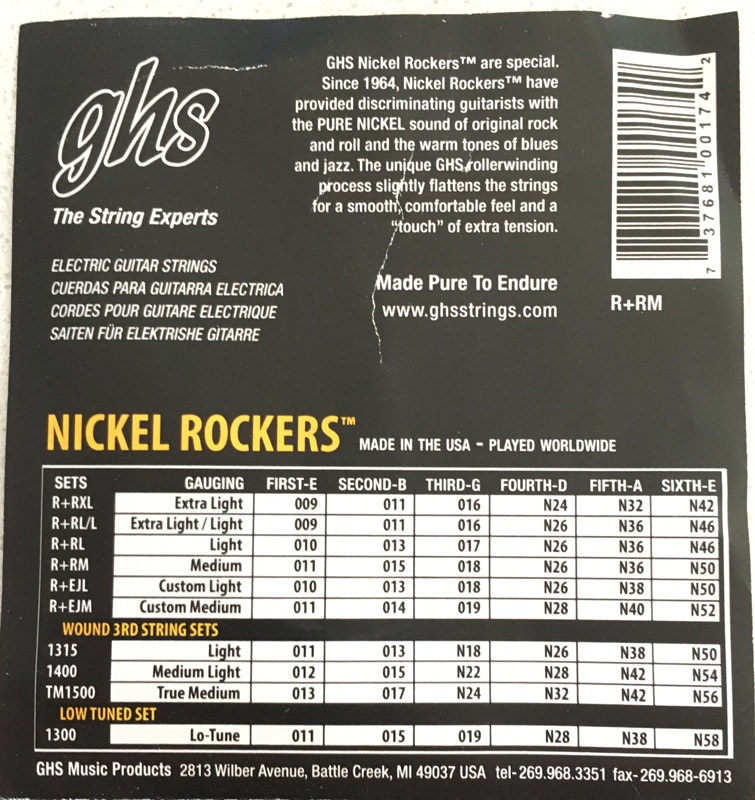 ghs
The String Experts
ELECTRIC GUITAR STRINGS
CUERDAS PARA GUITARRA ELECTRICA
CORDES POUR GUITARE ELECTRIQUE
SAITEN FÜR ELEKTRISHE GITARRE
GHS Nickel Rockers™ are special.
Since 1964, Nickel Rockers™ have
provided discriminating guitarists with
the PURE NICKEL sound of original rock
and roll and the warm tones of blues
and jazz. The unique GHS rollerwinding
process slightly flattens the strings
for a smooth, comfortable feel and a
“touch” of extra tension.
Made Pure To Endure
www.ghsstrings.com
7 37681 00174 2
R+RM
NICKEL ROCKERS™ MADE IN THE USA - PLAYED WORLDWIDE
SETS GAUGING FIRST-E SECOND-B THIRD-G FOURTH-D FIFTH-A SIXTH-E
R+RXL Extra Light 009 011 016 N24 N32 N42
R+RL/L Extra Light / Light 009 011 016 N26 N36 N46
R+RL Light 010 013 017 N26 N36 N46
R+RM Medium 011 015 018 N26 N36 N50
R+EJL Custom Light 010 013 018 N26 N38 N50
R+EJM Custom Medium 011 014 019 N28 N40 N52
WOUND 3RD STRING SETS
1315 Light 011 013 N18 N26 N38 N50
1400 Medium Light 012 015 N22 N28 N42 N54
TM1500 True Medium 013 017 N24 N32 N42 N56
LOW TUNED SET
1300 Lo-Tune 011 015 019 N28 N38 N58
GHS Music Products 2813 Wilber Avenue, Battle Creek, MI 49037 USA tel-269.968.3351 fax-269.968-6913